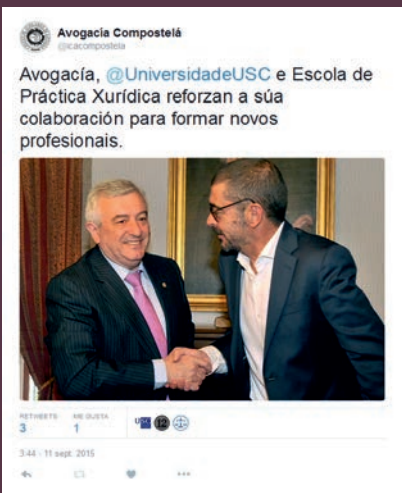 Avogacia Compostelá
@icacompostela
Avogacía, @UniversidadeUSC e Escola de
Práctica Xurídica reforzan a súa
colaboración para formar novos
profesionais.
RETWEETS ME GUSTA
3 1
3:44 - 11 sept. 2015